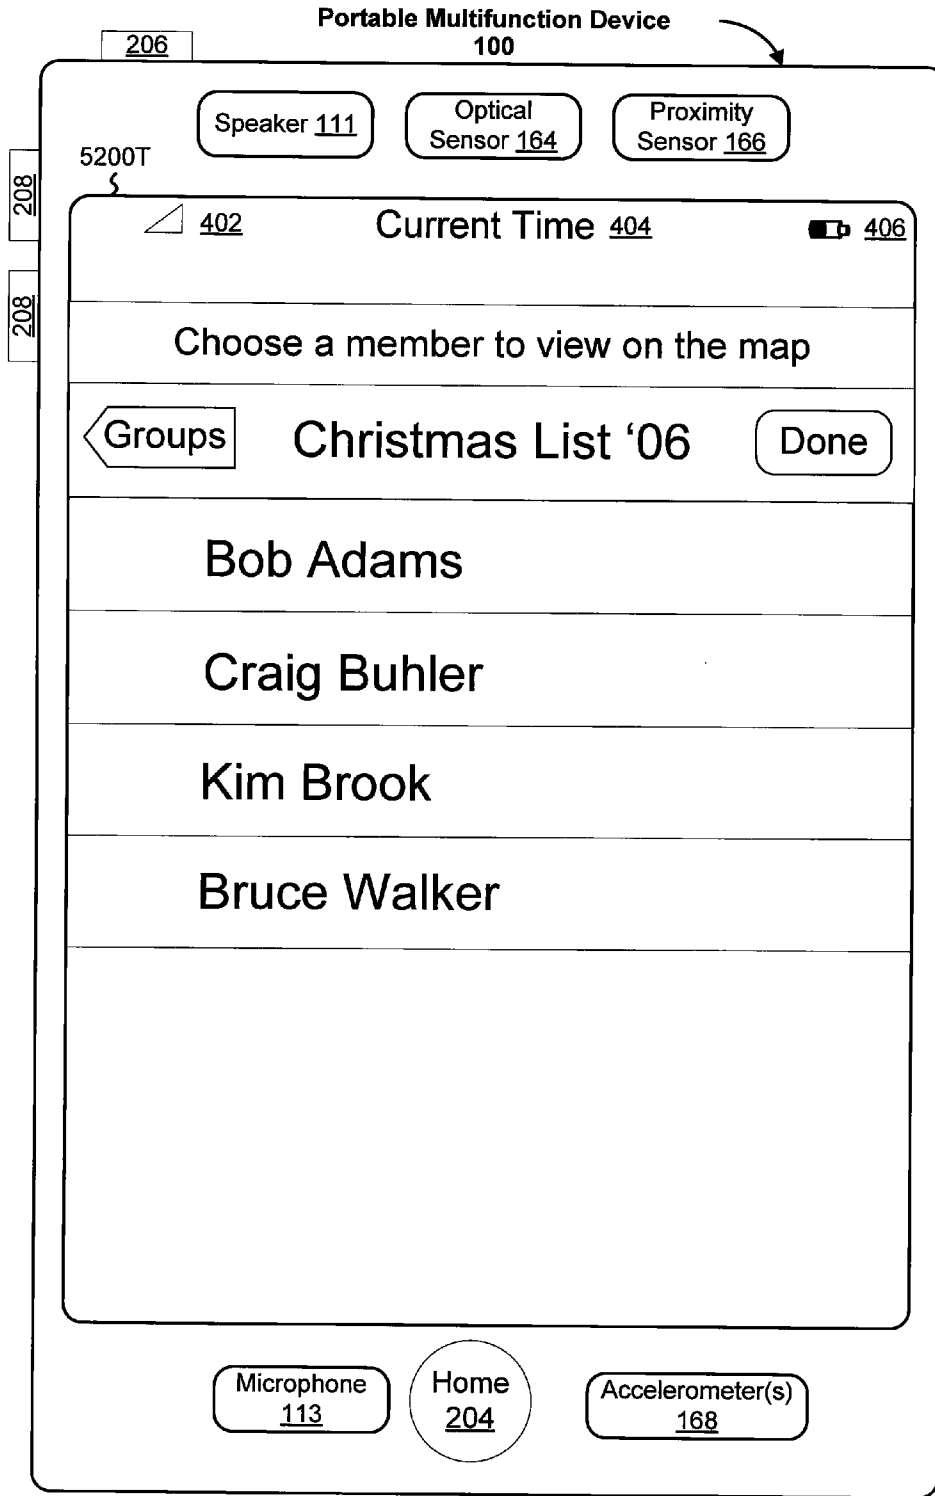 Portable Multifunction Device
100
206
Speaker 111
Optical
Sensor 164
Proximity
Sensor 166
5200T
208
208
402
Current Time 404
406
Choose a member to view on the map
Groups
Christmas List ‘06
Done
Bob Adams
Craig Buhler
Kim Brook
Bruce Walker
Microphone
113
Home
204
Accelerometer(s)
168